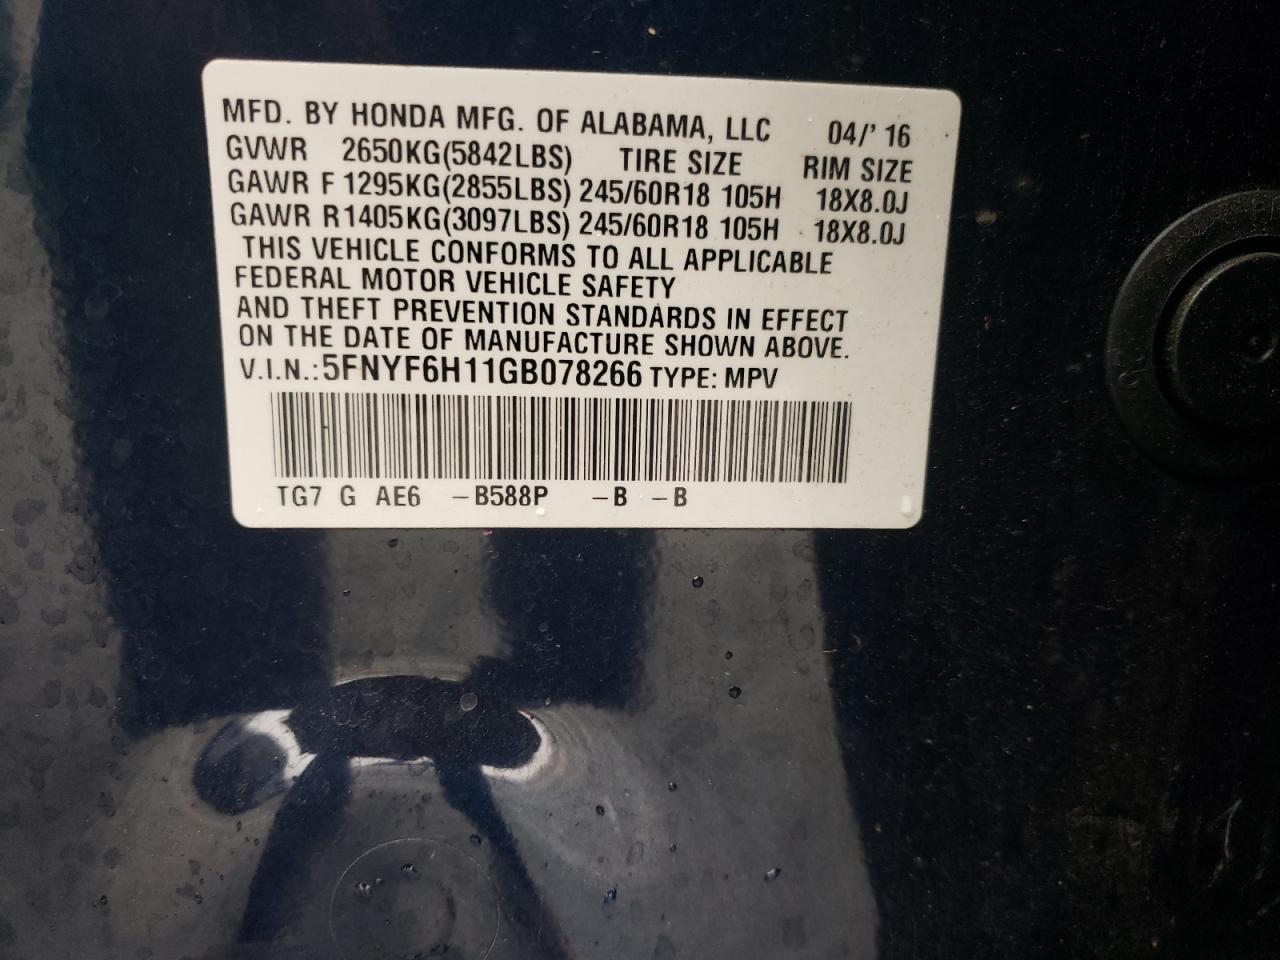 MFD. BY HONDA MFG. OF ALABAMA, LLC 04/' 16
GVWR 2650KG(5842LBS) TIRE SIZE RIM SIZE
GAWR F 1295KG(2855LBS) 245/60R18 105H 18X8.0J
GAWR R1405KG(3097LBS) 245/60R18 105H 18X8.0J
THIS VEHICLE CONFORMS TO ALL APPLICABLE
FEDERAL MOTOR VEHICLE SAFETY
AND THEFT PREVENTION STANDARDS IN EFFECT
ON THE DATE OF MANUFACTURE SHOWN ABOVE.
V.I.N.:5FNYF6H11GB078266 TYPE: MPV
TG7 G AE6 -B588P -B -B